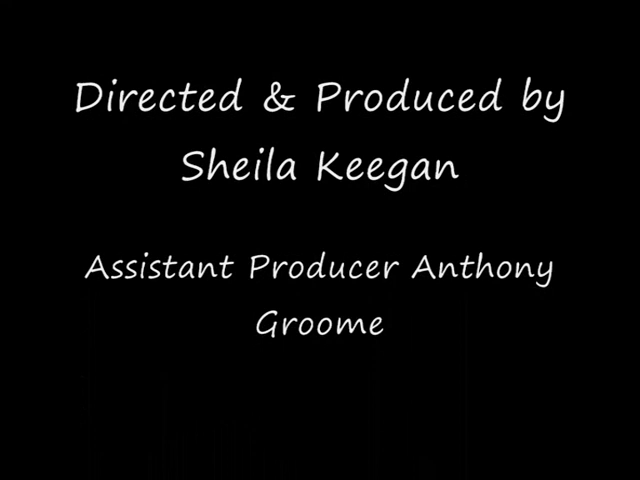 Directed & Produced by
Sheila Keegan
Assistant Producer Anthony
Groome